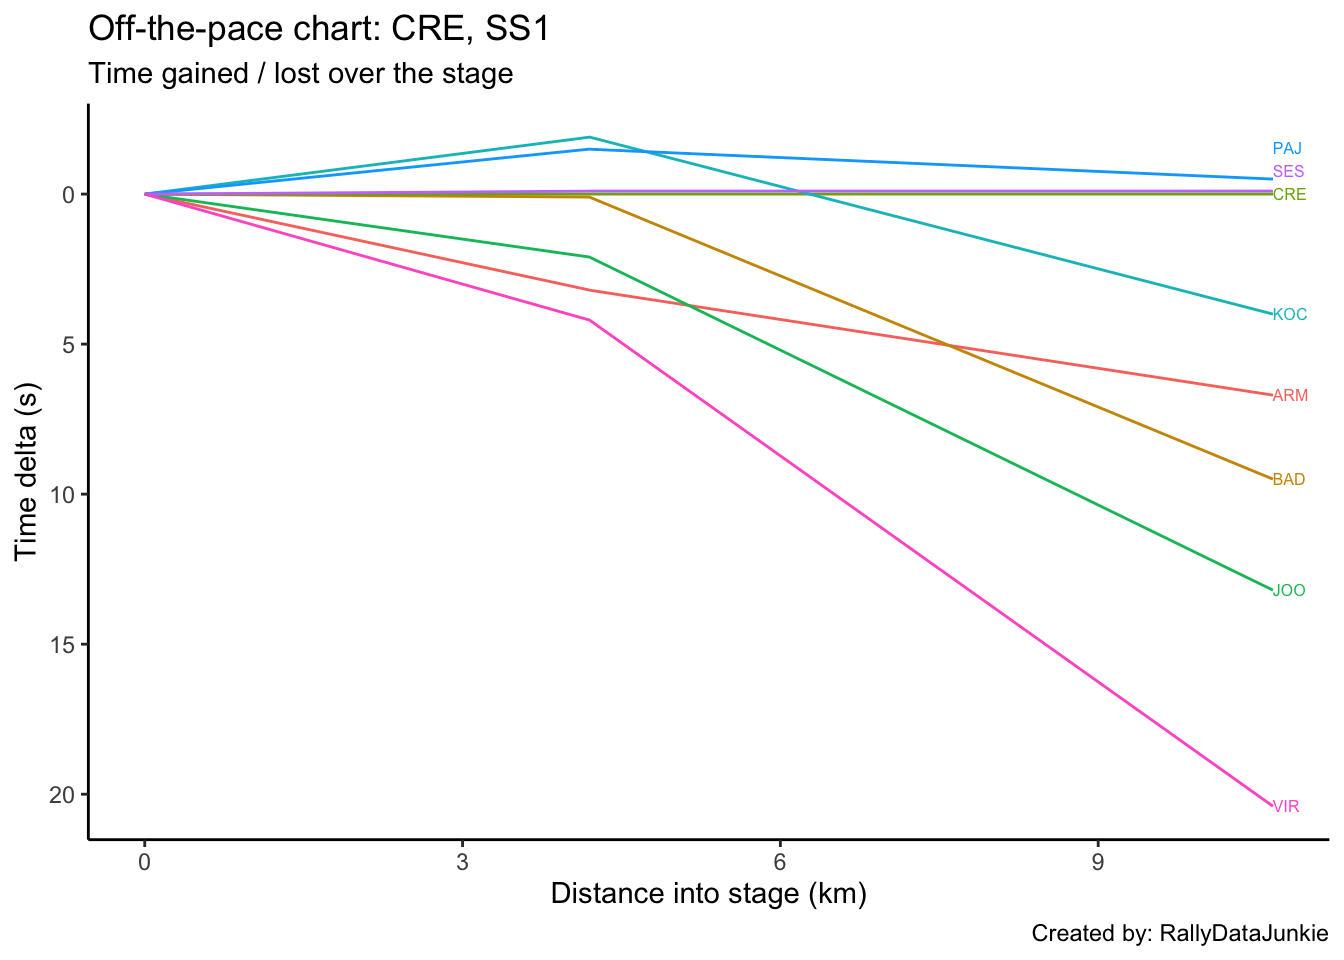 Off-the-pace chart: CRE, SS1
Time gained / lost over the stage
PAJ
SES
0
CRE
KOC
5
ARM
BAD
10
JOO
15
20
VIR
Time delta (s)
0 3 6 9
Distance into stage (km)
Created by: RallyDataJunkie